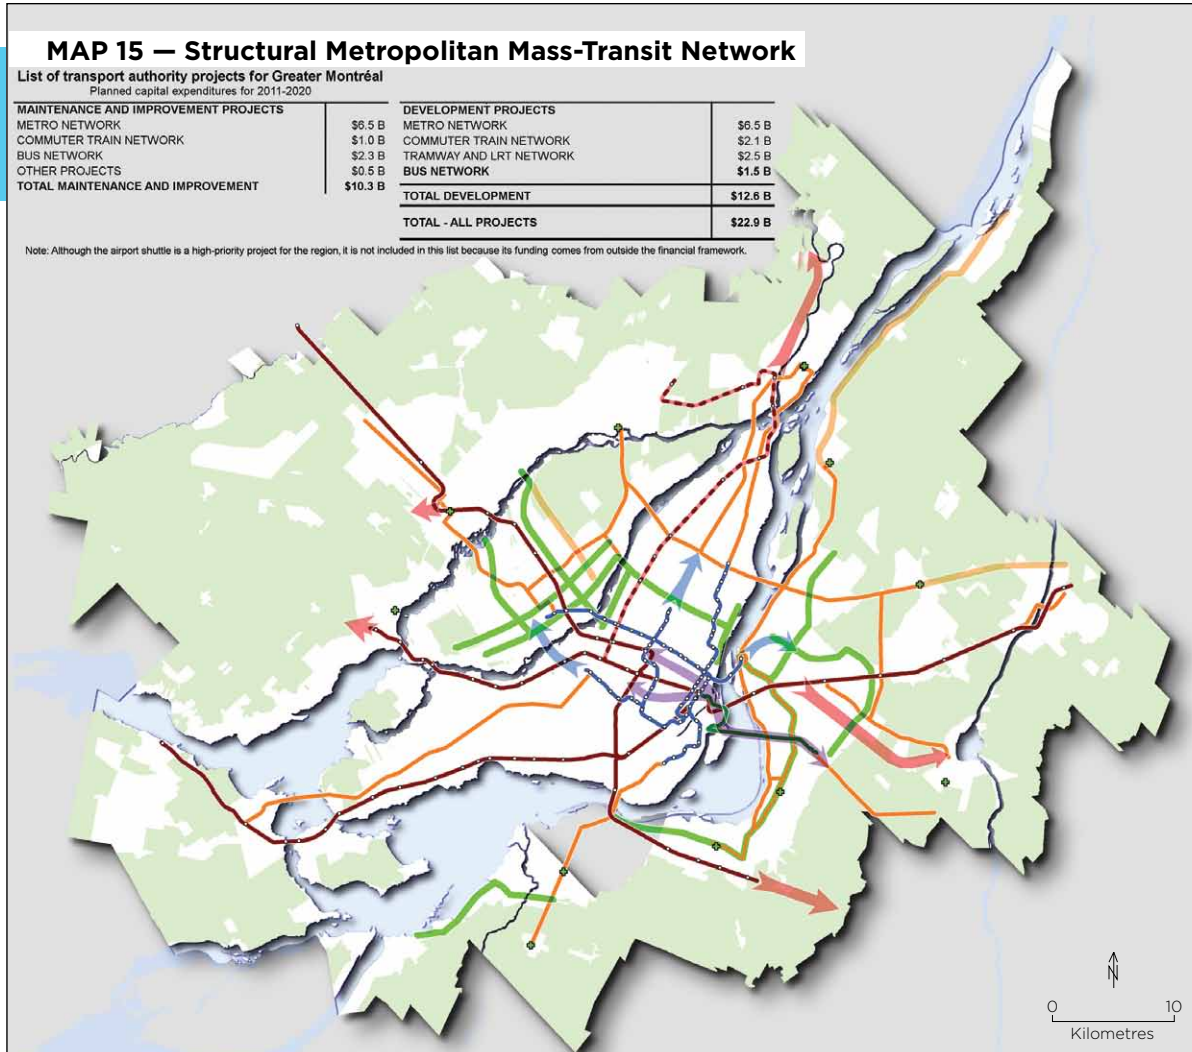 MAP 15 — Structural Metropolitan Mass-Transit Network
List of transport authority projects for Greater Montréal
Planned capital expenditures for 2011-2020
MAINTENANCE AND IMPROVEMENT PROJECTS
METRO NETWORK $6.5 B
COMMUTER TRAIN NETWORK $1.0 B
BUS NETWORK $2.3 B
OTHER PROJECTS $0.5 B
TOTAL MAINTENANCE AND IMPROVEMENT $10.3 B
DEVELOPMENT PROJECTS
METRO NETWORK $6.5 B
COMMUTER TRAIN NETWORK $2.1 B
TRAMWAY AND LRT NETWORK $2.5 B
BUS NETWORK $1.5 B
TOTAL DEVELOPMENT $12.6 B
TOTAL - ALL PROJECTS $22.9 B
Note: Although the airport shuttle is a high-priority project for the region, it is not included in this list because its funding comes from outside the financial framework.
N
0 10
Kilometres